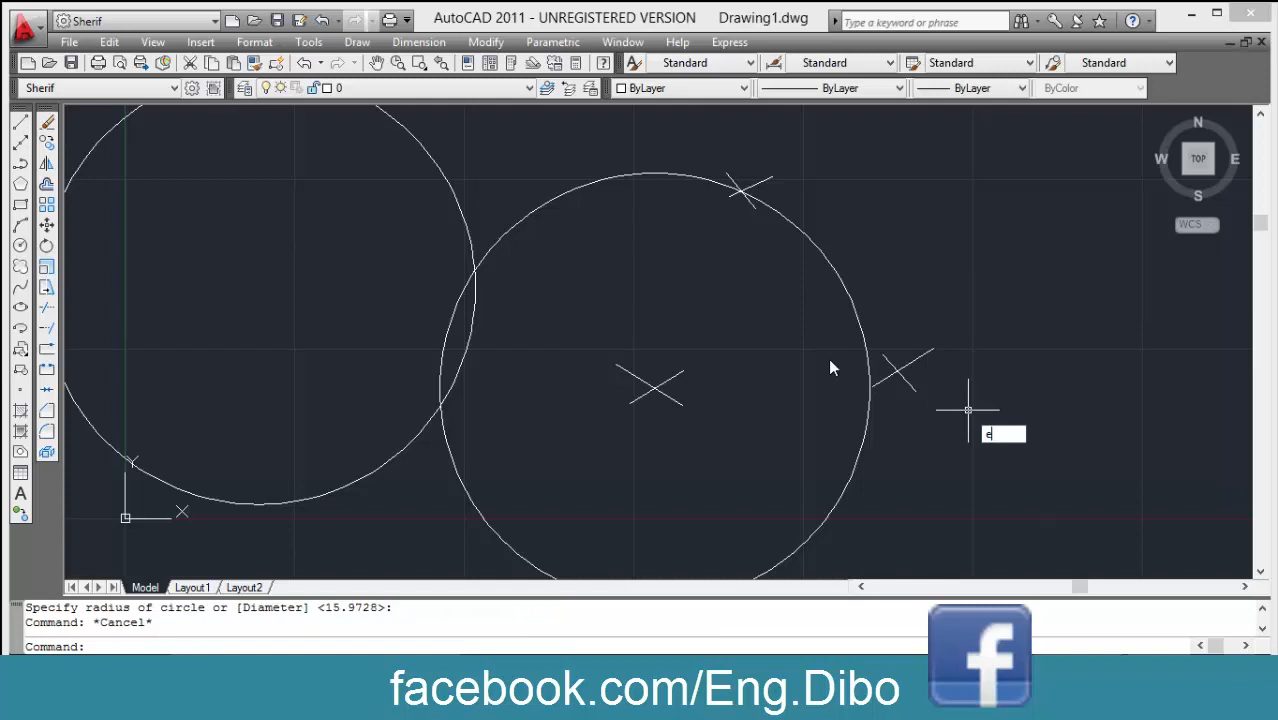 Sherif
AutoCAD 2011 - UNREGISTERED VERSION Drawing1.dwg
Type a keyword or phrase
File Edit View Insert Format Tools Draw Dimension Modify Parametric Window Help Express
Standard Standard Standard Standard
Sherif 0 ByLayer ByLayer ByLayer ByColor
N
W TOP E
S
WCS
e
Y
X
Model Layout1 Layout2
Specify radius of circle or [Diameter] <15.9728>:
Command: *Cancel*
Command:
f
facebook.com/Eng.Dibo